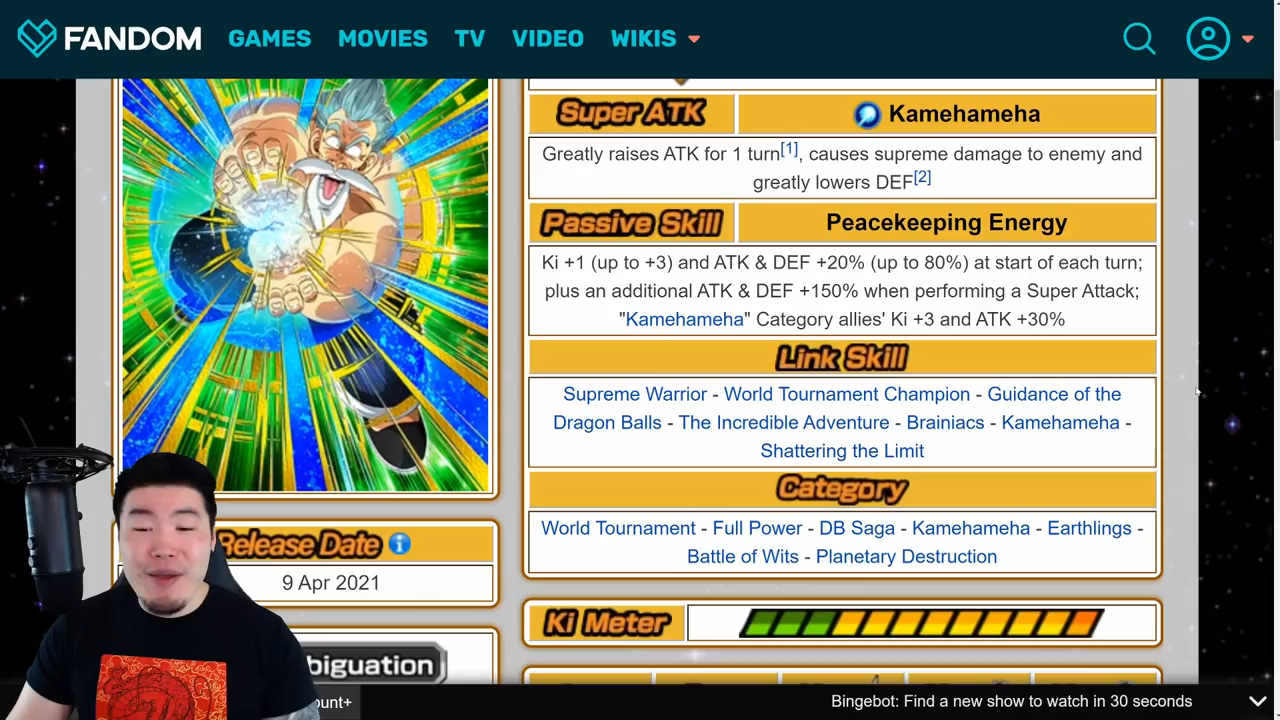 FANDOM GAMES MOVIES TV VIDEO WIKIS
Super ATK Kamehameha
Greatly raises ATK for 1 turn[1], causes supreme damage to enemy and
greatly lowers DEF[2]
Passive Skill Peacekeeping Energy
Ki +1 (up to +3) and ATK & DEF +20% (up to 80%) at start of each turn;
plus an additional ATK & DEF +150% when performing a Super Attack;
"Kamehameha" Category allies' Ki +3 and ATK +30%
Link Skill
Supreme Warrior - World Tournament Champion - Guidance of the
Dragon Balls - The Incredible Adventure - Brainiacs - Kamehameha -
Shattering the Limit
Category
World Tournament - Full Power - DB Saga - Kamehameha - Earthlings -
Battle of Wits - Planetary Destruction
Release Date
9 Apr 2021
Ki Meter
biguation
ount+
Bingebot: Find a new show to watch in 30 seconds